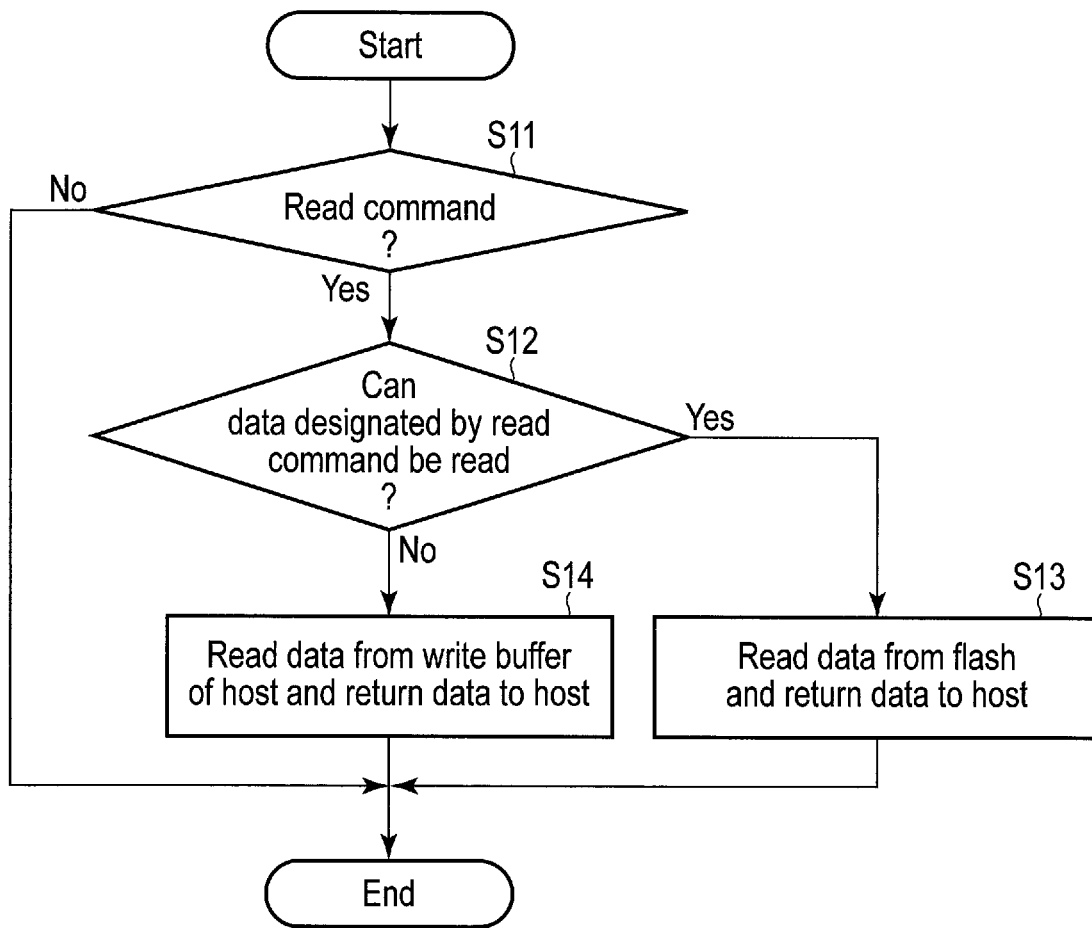 Start
S11
No
Read command
?
Yes
S12
Can
data designated by read
command be read
?
Yes
No
S14
Read data from write buffer
of host and return data to host
S13
Read data from flash
and return data to host
End